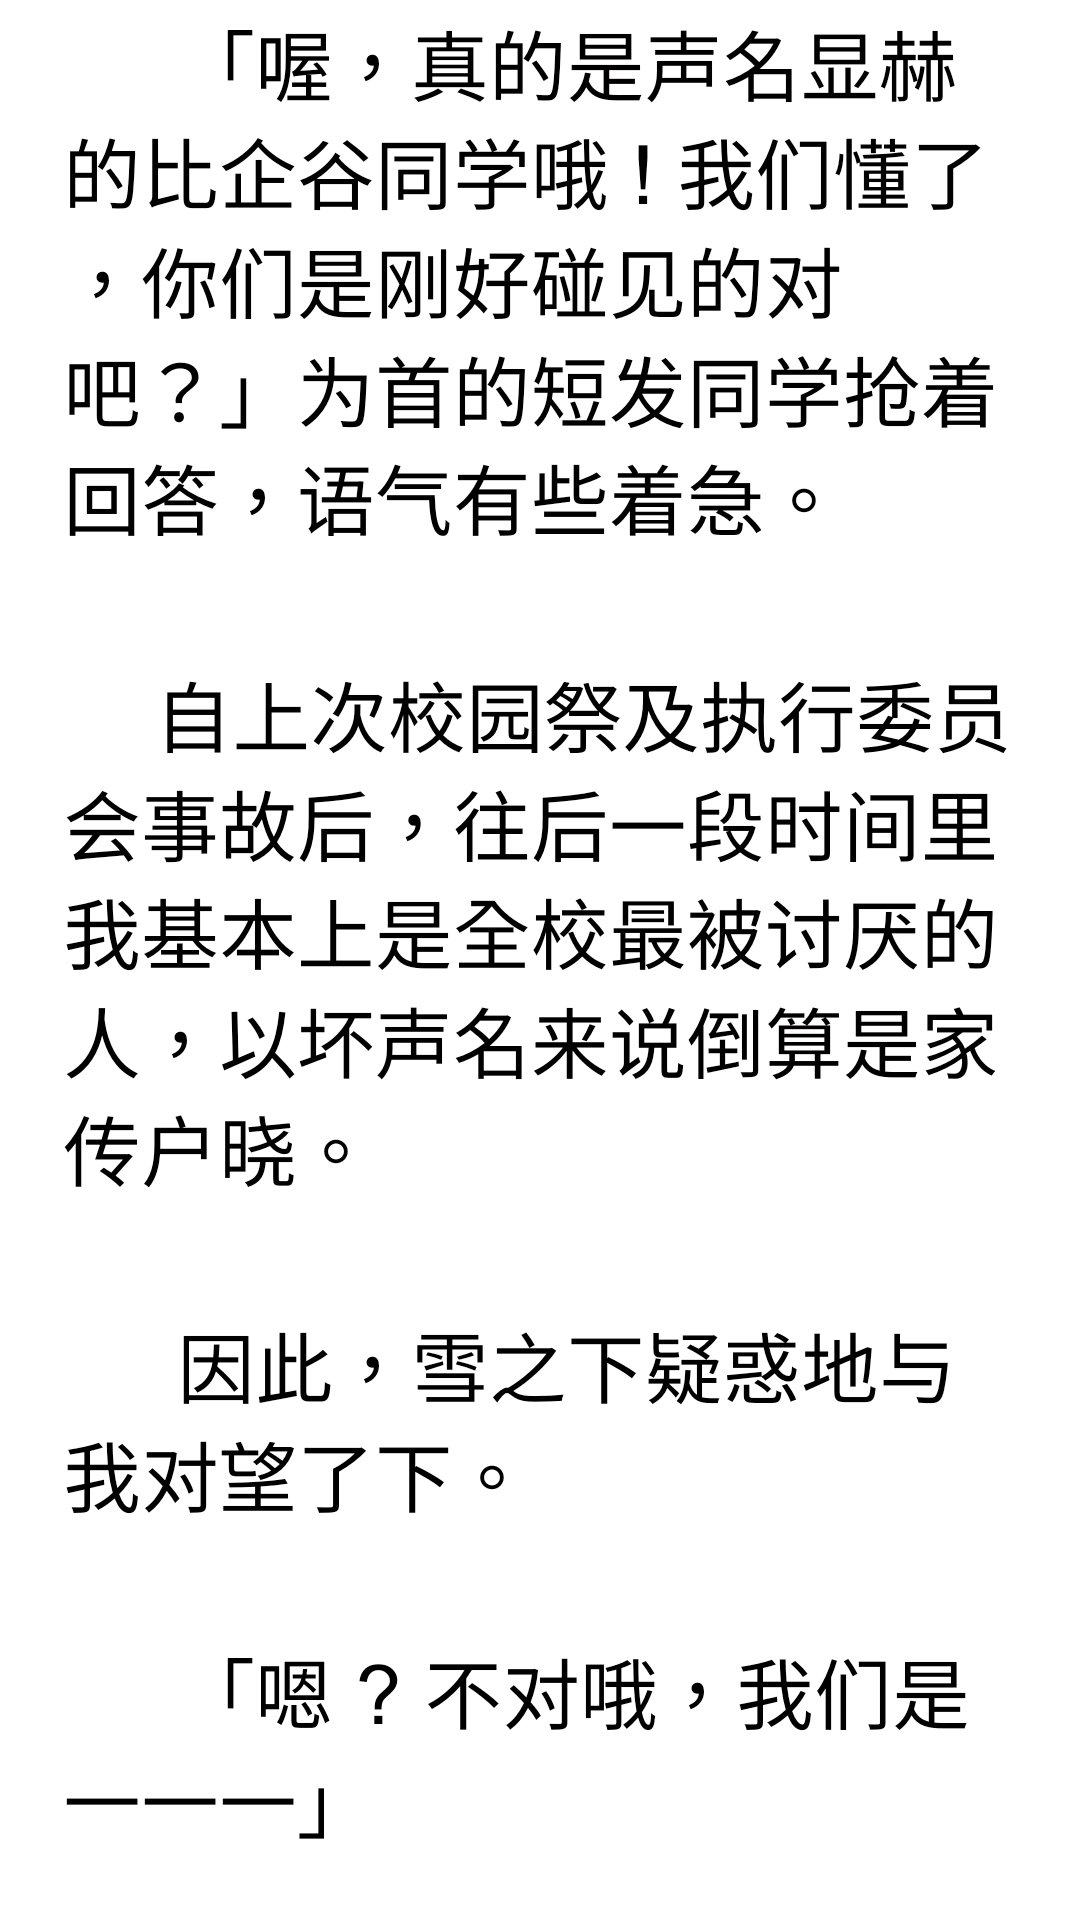 「喔，真的是声名显赫
的比企谷同学哦！我们懂了
，你们是刚好碰见的对
吧？」为首的短发同学抢着
回答，语气有些着急。
自上次校园祭及执行委员
会事故后，往后一段时间里
我基本上是全校最被讨厌的
人，以坏声名来说倒算是家
传户晓。
因此，雪之下疑惑地与
我对望了下。
「嗯？不对哦，我们是
———」